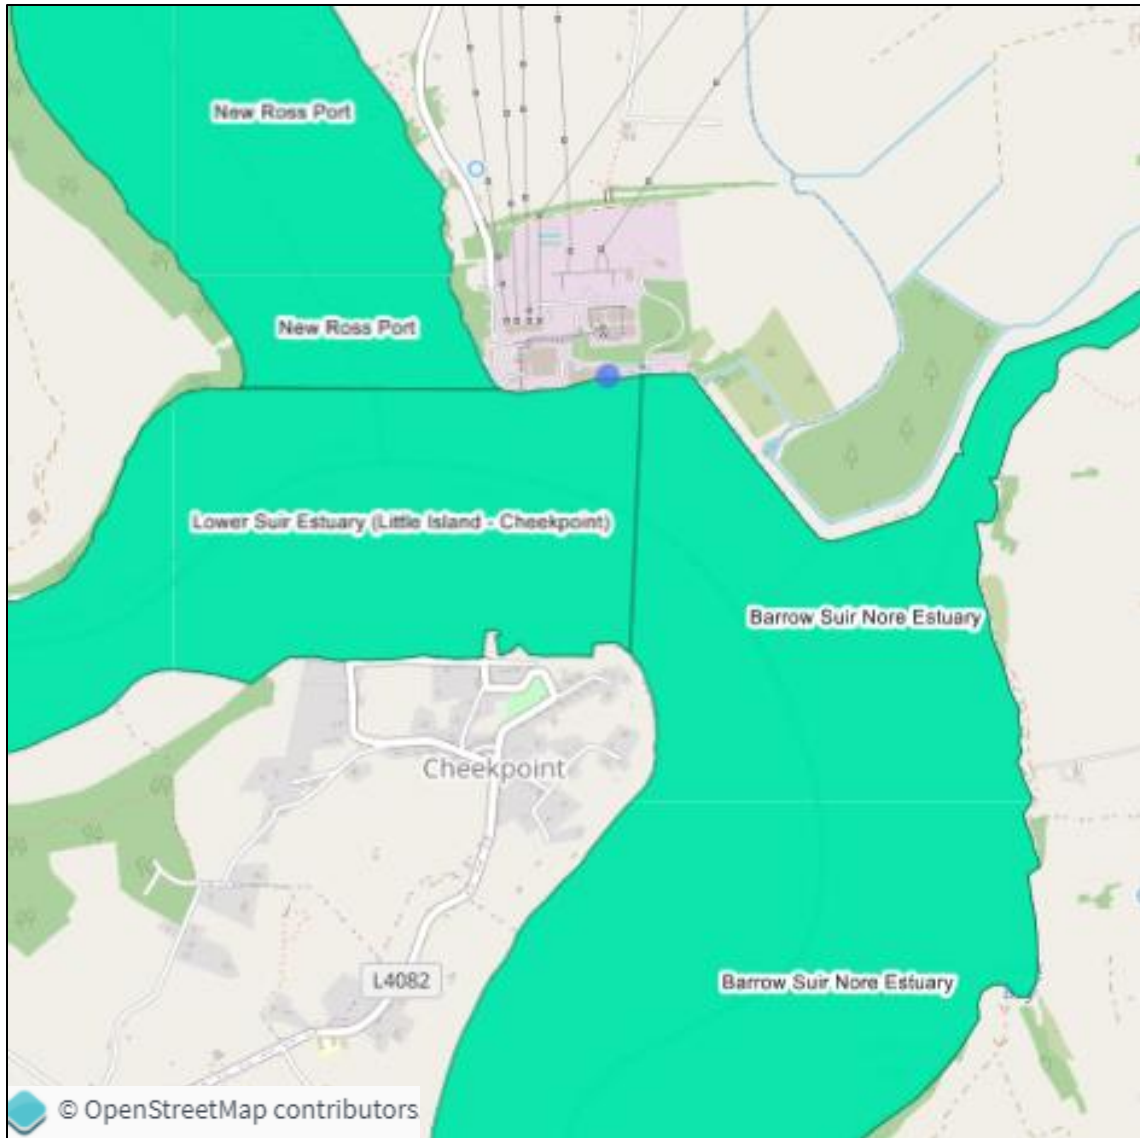 New Ross Port
New Ross Port
Lower Suir Estuary (Little Island - Cheekpoint)
Barrow Suir Nore Estuary
Cheekpoint
L4082
Barrow Suir Nore Estuary
© OpenStreetMap contributors